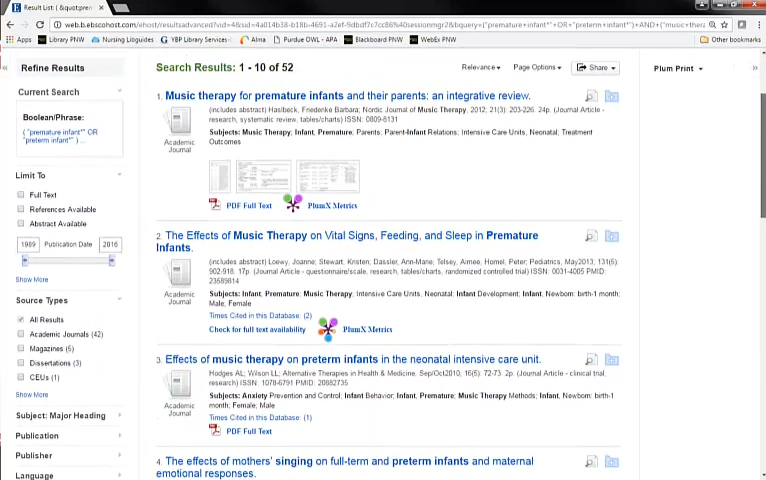 Result List: ( &quot;prem
web.b.ebscohost.com/ehost/resultsadvanced?vid=4&sid=4a014b38-b18b-4691-a2ef-9dbdf7c7cc86%40sessionmgr2&bquery=("premature+infant*"+OR+"preterm+infant*")+AND+("music+thera
Apps Library PNW Nursing Libguides YBP Library Services- Alma Purdue OWL - APA Blackboard PNW WebEx PNW Other bookmarks
« Refine Results Search Results: 1 - 10 of 52 Relevance Page Options Share Plum Print »
Current Search
Boolean/Phrase:
( "premature infant*" OR
"preterm infant*" ) ...
Limit To
Full Text
References Available
Abstract Available
1989 Publication Date 2016
Show More
Source Types
All Results
Academic Journals (42)
Magazines (5)
Dissertations (3)
CEUs (1)
Show More
Subject: Major Heading
Publication
Publisher
Language
1. Music therapy for premature infants and their parents: an integrative review.
(includes abstract) Haslbeck, Friederike Barbara; Nordic Journal of Music Therapy, 2012; 21(3): 203-226. 24p. (Journal Article -
research, systematic review, tables/charts) ISSN: 0809-8131
Academic
Journal
Subjects: Music Therapy; Infant, Premature; Parents; Parent-Infant Relations; Intensive Care Units, Neonatal; Treatment
Outcomes
PDF Full Text PlumX Metrics
2. The Effects of Music Therapy on Vital Signs, Feeding, and Sleep in Premature
Infants.
(includes abstract) Loewy, Joanne; Stewart, Kristen; Dassler, Ann-Marie; Telsey, Aimee; Homel, Peter; Pediatrics, May2013; 131(5):
902-918. 17p. (Journal Article - questionnaire/scale, research, tables/charts, randomized controlled trial) ISSN: 0031-4005 PMID:
23589814
Academic
Journal
Subjects: Infant, Premature; Music Therapy; Intensive Care Units, Neonatal; Infant Development; Infant, Newborn: birth-1 month;
Male; Female
Times Cited in this Database: (2)
Check for full text availability PlumX Metrics
3. Effects of music therapy on preterm infants in the neonatal intensive care unit.
Hodges AL; Wilson LL; Alternative Therapies in Health & Medicine, Sep/Oct2010; 16(5): 72-73. 2p. (Journal Article - clinical trial,
research) ISSN: 1078-6791 PMID: 20882735
Academic
Journal
Subjects: Anxiety Prevention and Control; Infant Behavior; Infant, Premature; Music Therapy Methods; Infant, Newborn: birth-1
month; Female; Male
Times Cited in this Database: (1)
PDF Full Text
4. The effects of mothers' singing on full-term and preterm infants and maternal
emotional responses.